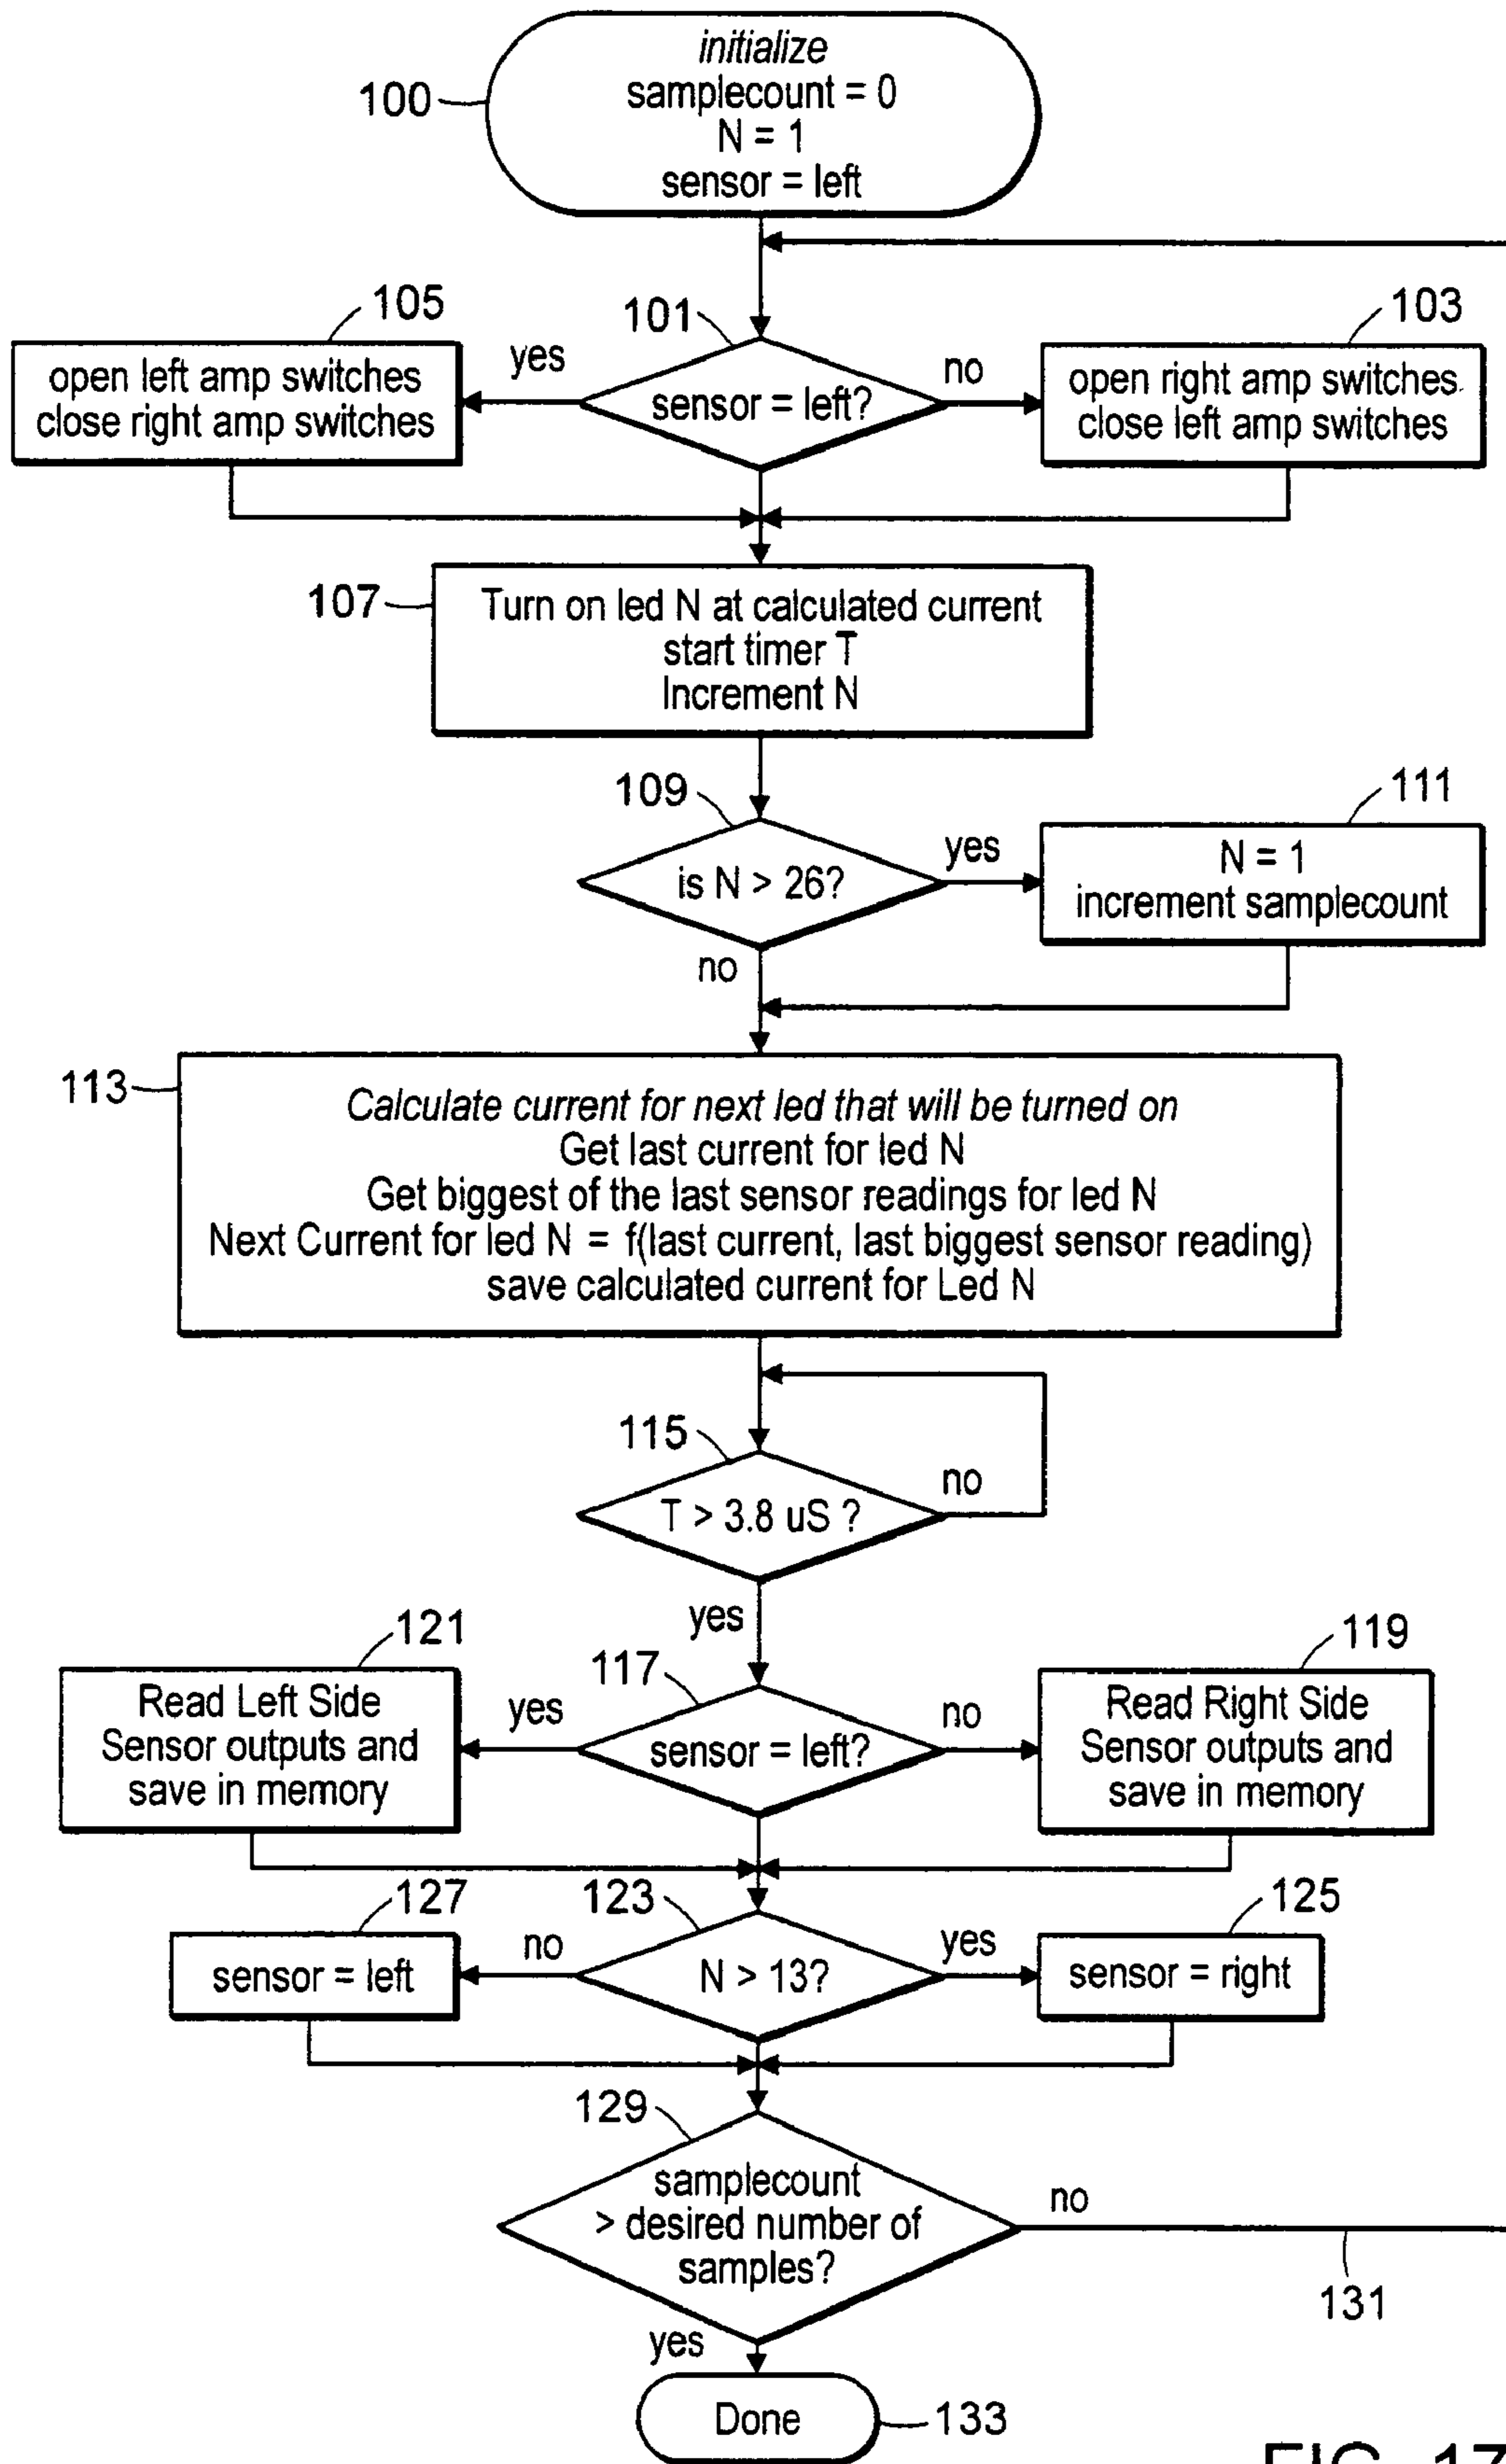 initialize
samplecount = 0
N = 1
sensor = left
100
101
sensor = left?
yes
no
105
open left amp switches
close right amp switches
103
open right amp switches
close left amp switches
107
Turn on led N at calculated current
start timer T
Increment N
109
is N > 26?
yes
no
111
N = 1
increment samplecount
113
Calculate current for next led that will be turned on
Get last current for led N
Get biggest of the last sensor readings for led N
Next Current for led N = f(last current, last biggest sensor reading)
save calculated current for Led N
115
T > 3.8 uS ?
no
yes
117
sensor = left?
yes
no
121
Read Left Side
Sensor outputs and
save in memory
119
Read Right Side
Sensor outputs and
save in memory
123
N > 13?
no
yes
127
sensor = left
125
sensor = right
129
samplecount
> desired number of
samples?
no
131
yes
Done
133
FIG. 17